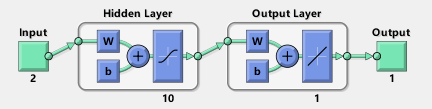 Hidden Layer
Output Layer
Input
Output
W
W
b
b
2
10
1
1